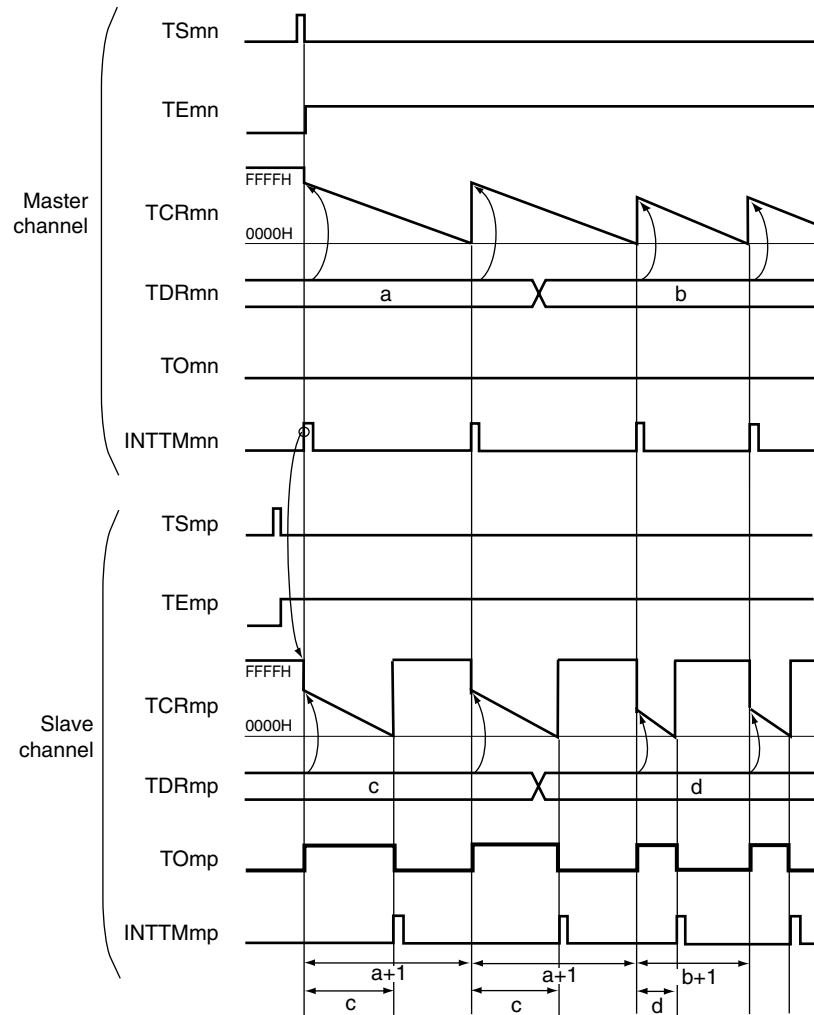 TSmn
TEmn
FFFFH
Master
channel
TCRmn
0000H
TDRmn
a
b
TOmn
INTTMmn
TSmp
TEmp
FFFFH
Slave
channel
TCRmp
0000H
TDRmp
c
d
TOmp
INTTMmp
a+1
a+1
b+1
c
c
d